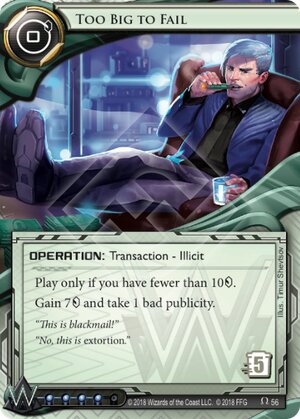 Too Big to Fail
0
OPERATION: Transaction - Illicit
Play only if you have fewer than 10
Gain 7 and take 1 bad publicity.
"This is blackmail!"
"No, this is extortion."
Illus. Timur Shevtsov
5
© 2018 Wizards of the Coast LLC. © 2018 FFG
56